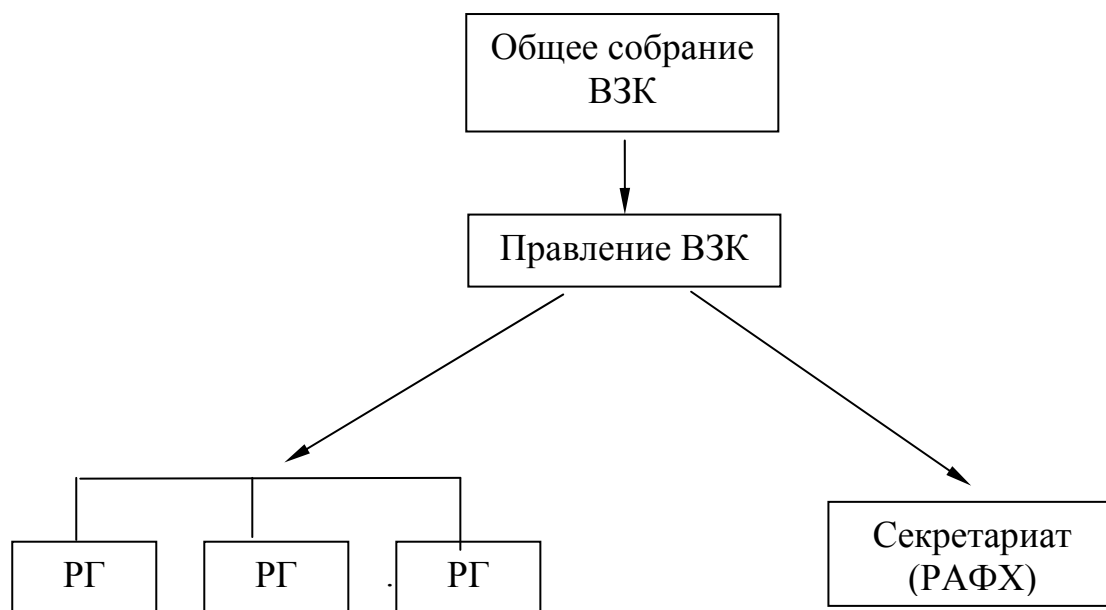 Общее собрание
ВЗК
Правление ВЗК
РГ
РГ
. РГ
Секретариат
(РАФХ)